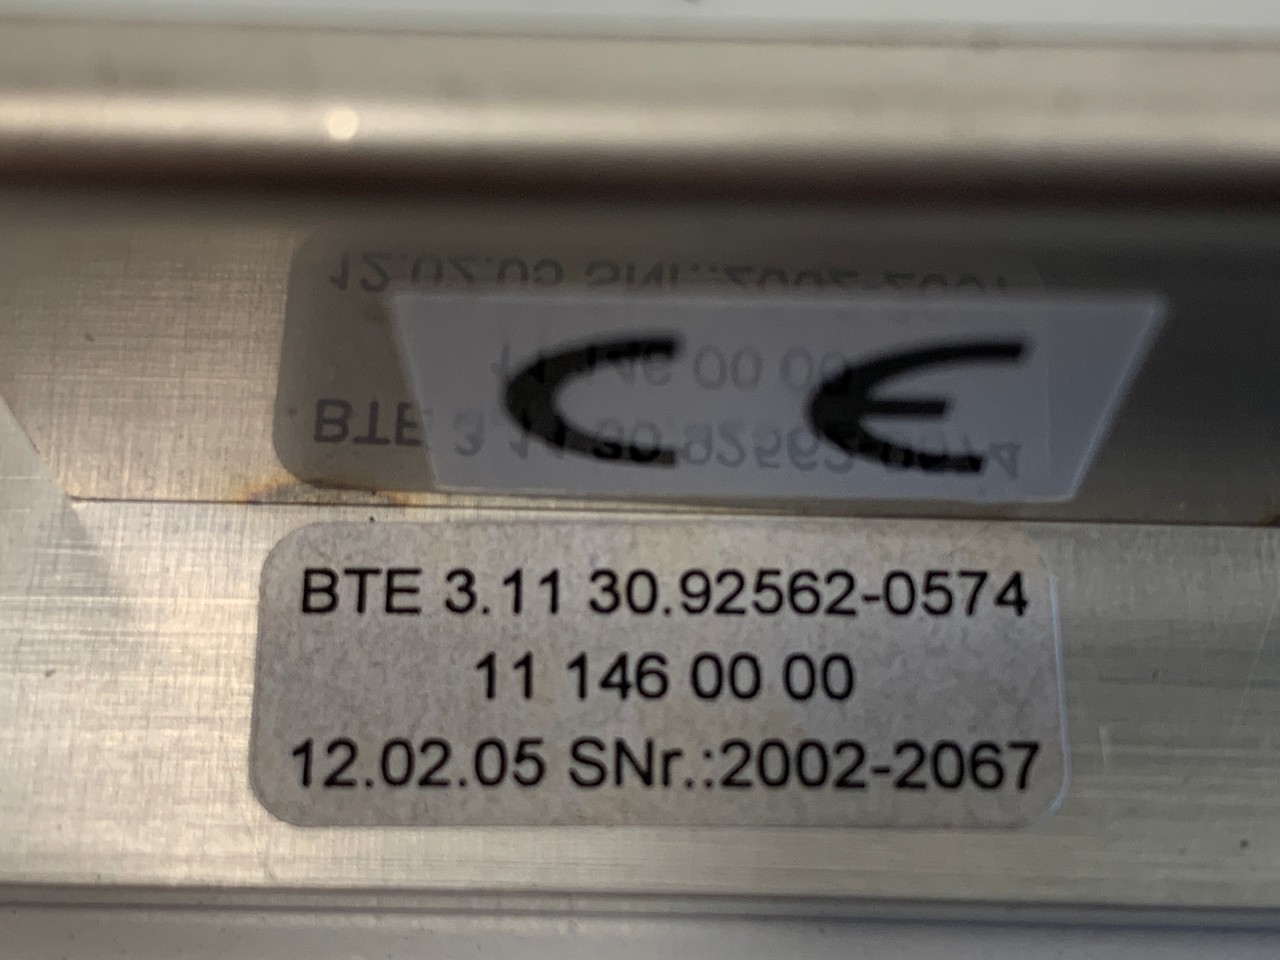 CE
BTE 3.11 30.92562-0574
11 146 00 00
12.02.05 SNr.:2002-2067